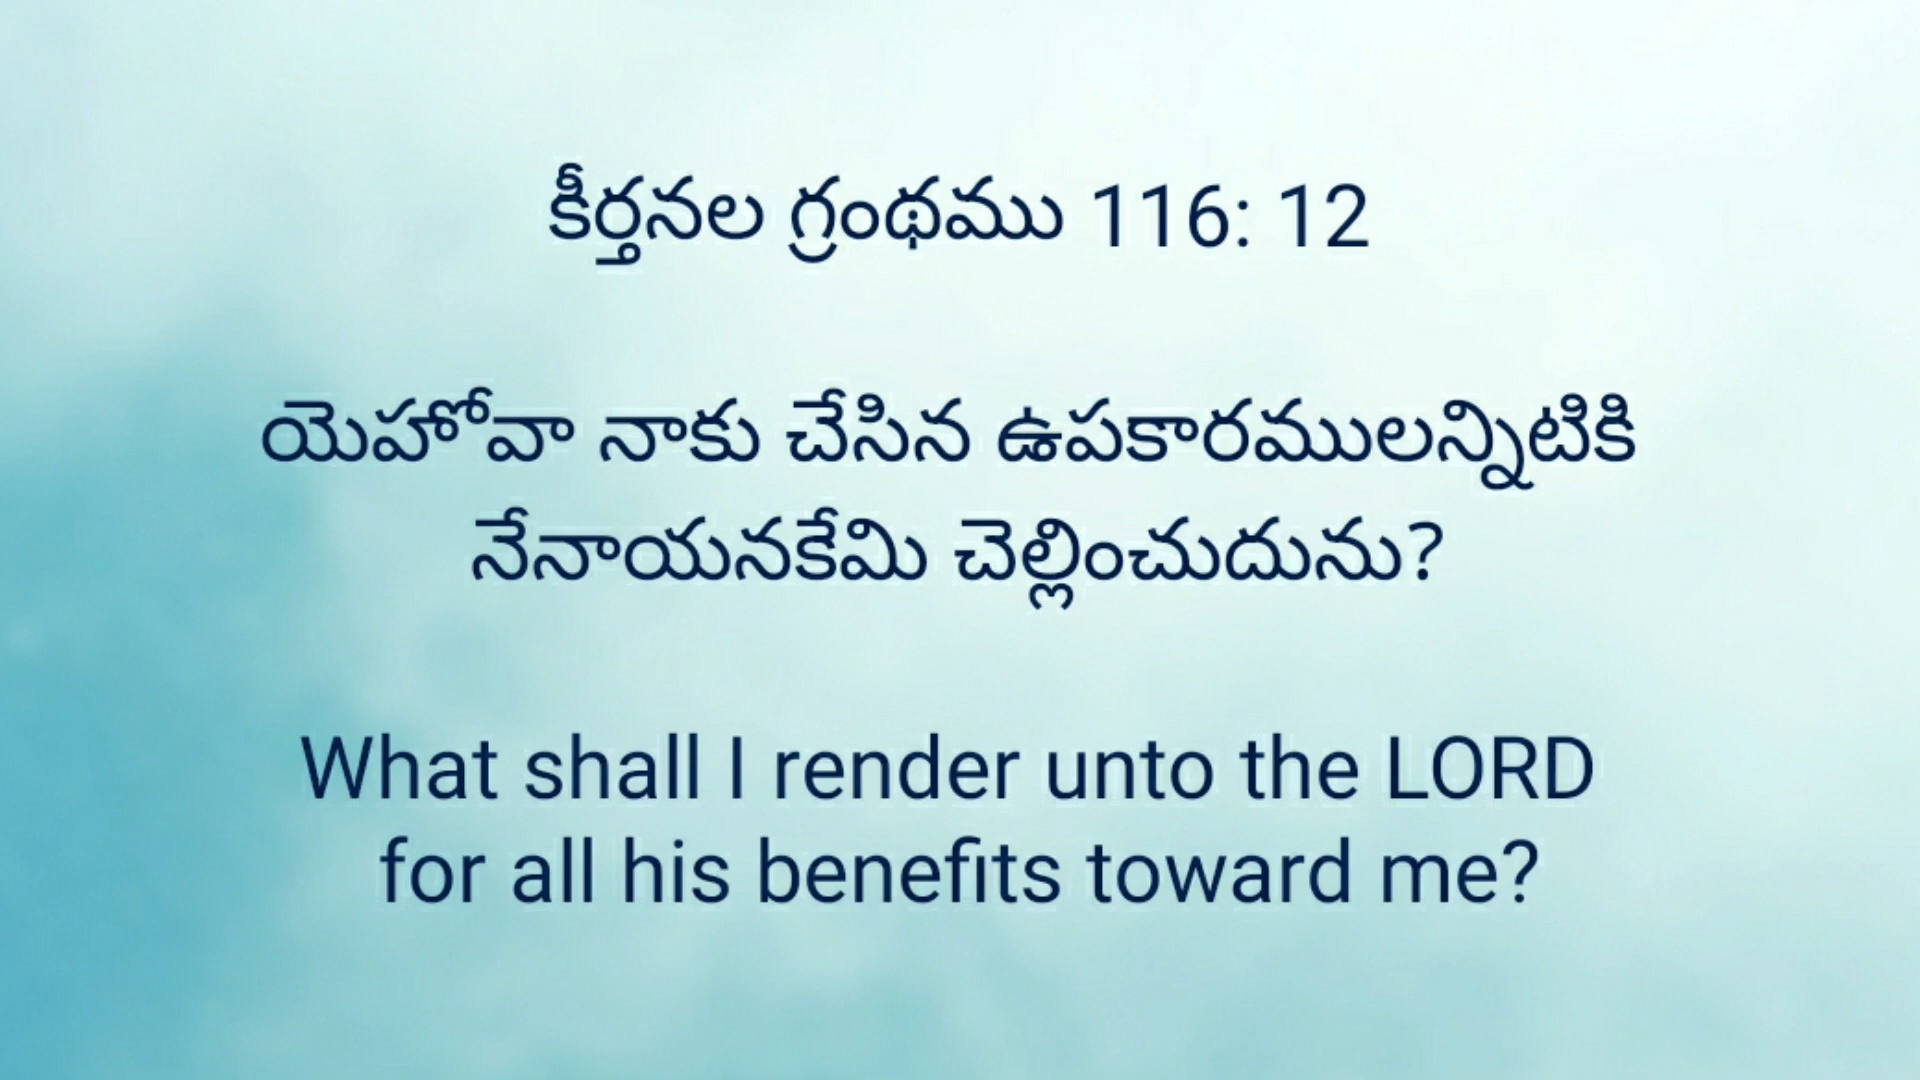 కీర్తనల గ్రంథము 116: 12
యెహోవా నాకు చేసిన ఉపకారములన్నిటికి
నేనాయనకేమి చెల్లించుదును?
What shall I render unto the LORD
for all his benefits toward me?